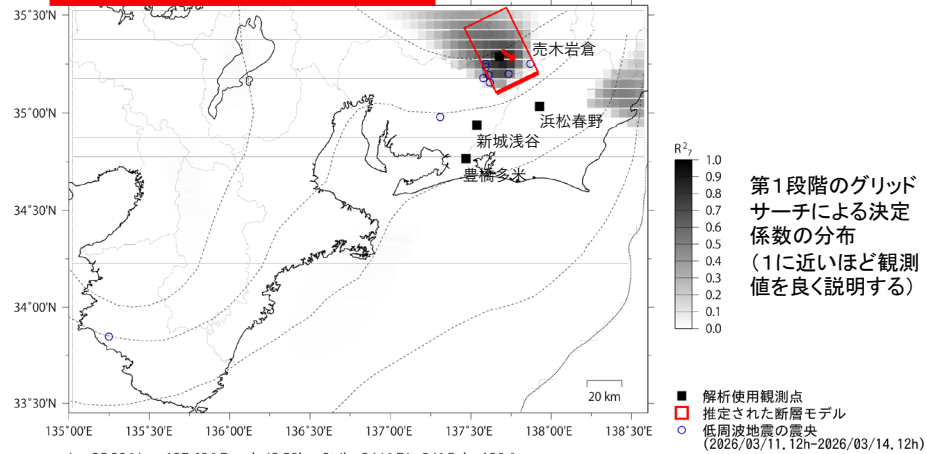 35°30'N
35°00'N
34°30'N
34°00'N
33°30'N
135°00'E 135°30'E 136°00'E 136°30'E 137°00'E 137°30'E 138°00'E 138°30'E
売木岩倉
浜松春野
新城浅谷
豊橋多米
20 km
R²₇
1.0
0.9
0.8
0.7
0.6
0.5
0.4
0.3
0.2
0.1
0.0
第1段階のグリッド
サーチによる決定
係数の分布
(1に近いほど観測
値を良く説明する)
解析使用観測点
推定された断層モデル
低周波地震の震央
(2026/03/11.12h-2026/03/14.12h)